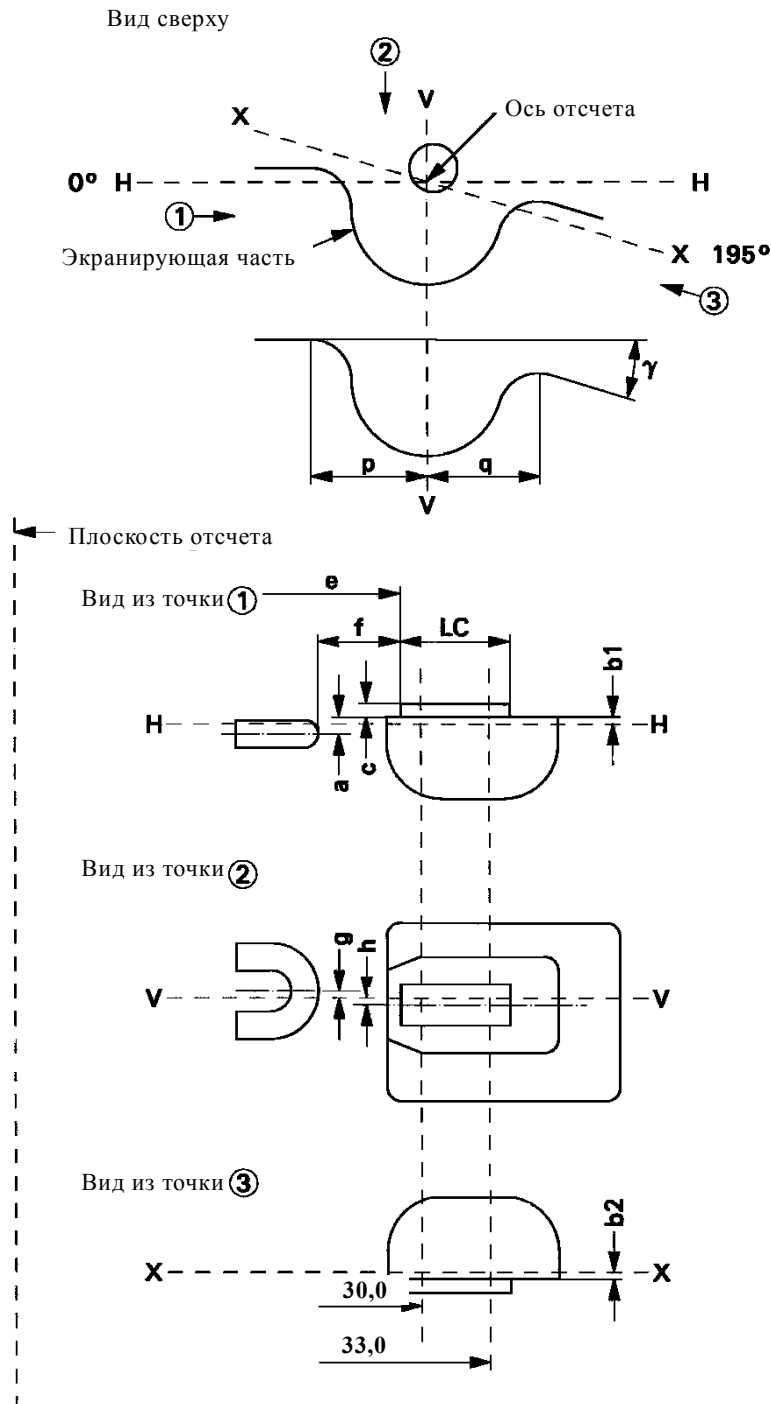 Вид сверху
②
V
Ось отсчета
X
0° H
H
①
Экранирующая часть
X 195°
③
γ
p
q
V
Плоскость отсчета
e
Вид из точки ①
f
LC
b1
H
H
a
c
Вид из точки ②
g
h
V
V
Вид из точки ③
b2
X
X
30,0
33,0